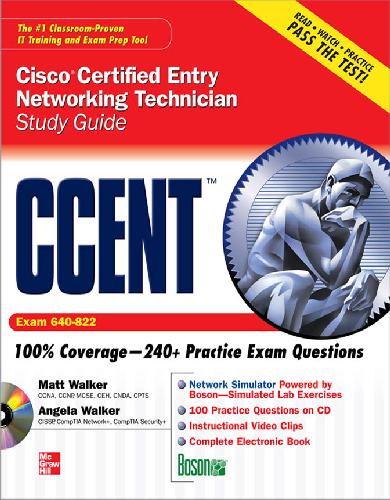 The #1 Classroom-Proven
IT Training and Exam Prep Tool
READ • WATCH • PRACTICE
PASS THE TEST!
Cisco® Certified Entry
Networking Technician
Study Guide
CCENT™
Exam 640-822
100% Coverage—240+ Practice Exam Questions
Matt Walker
CCNA, CCNP, MCSE, CEH, CNDA, CPTS
Angela Walker
CISSP, CompTIA Network+, CompTIA Security+
• Network Simulator Powered by
Boson—Simulated Lab Exercises
• 100 Practice Questions on CD
• Instructional Video Clips
• Complete Electronic Book
Mc
Graw
Hill
Boson